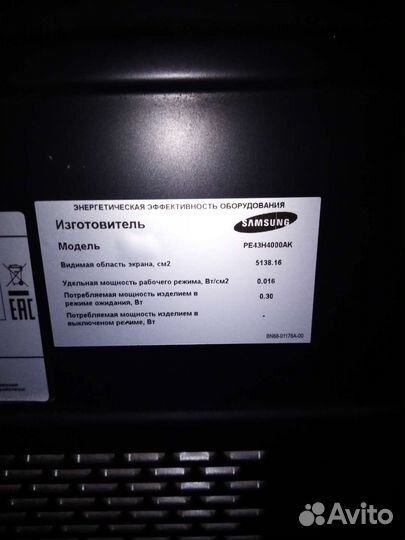 ЭНЕРГЕТИЧЕСКАЯ ЭФФЕКТИВНОСТЬ ОБОРУДОВАНИЯ
Изготовитель SAMSUNG
Модель PE43H4000AK
Видимая область экрана, см2 5138.16
Удельная мощность рабочего режима, Вт/см2 0.016
Потребляемая мощность изделием в
режиме ожидания, Вт 0.30
Потребляемая мощность изделием в
выключеном режиме, Вт -
BN68-01176A-00
EAC
Avito